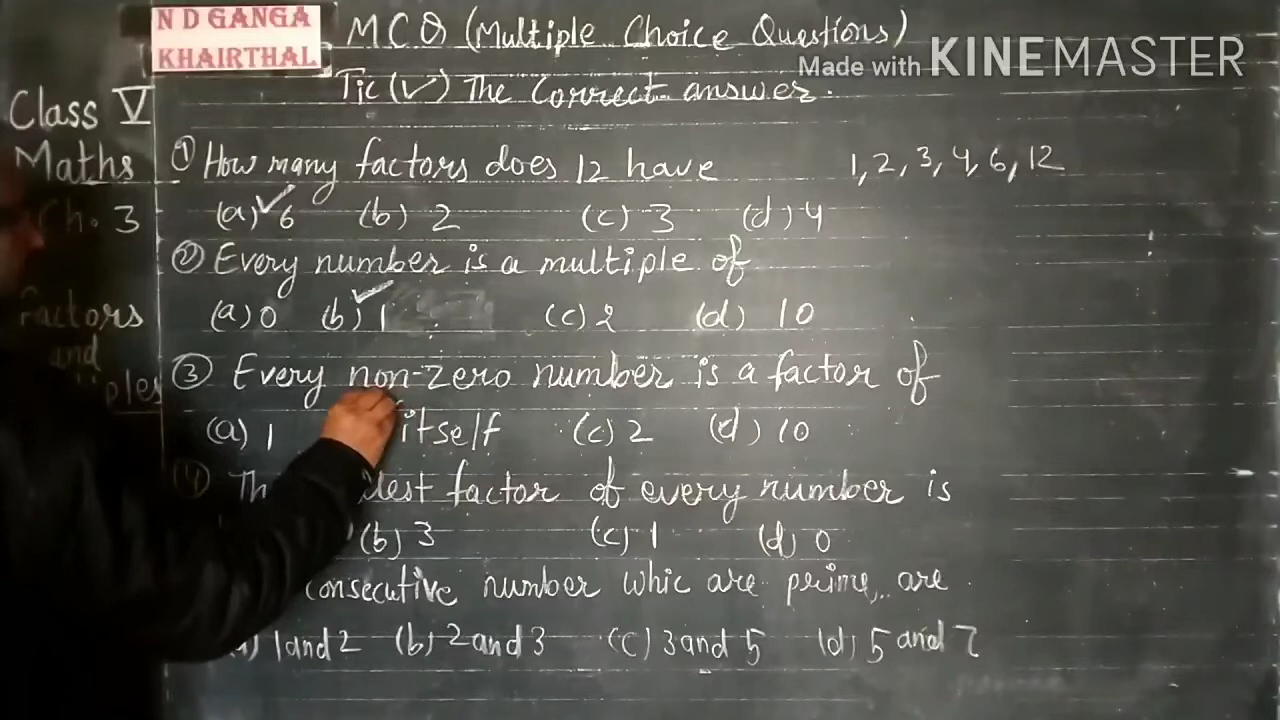 N D GANGA
KHAIRTHAL
MCQ (Multiple Choice Questions)
Made with KINEMASTER
Tic (✓) The Correct answer.
Class V
Maths
Ch. 3
Factors
and
① How many factors does 12 have 1, 2, 3, 4, 6, 12
(a) ✓ 6 (b) 2 (c) 3 (d) 4
② Every number is a multiple of
(a) 0 (b) ✓ 1 (c) 2 (d) 10
③ Every non-zero number is a factor of
(a) 1 itself (c) 2 (d) 10
④ factor of every number is
(b) 3 (c) 1 (d) 0
consecutive number whic are prime, are
(a) 1 and 2 (b) 2 and 3 (c) 3 and 5 (d) 5 and 7